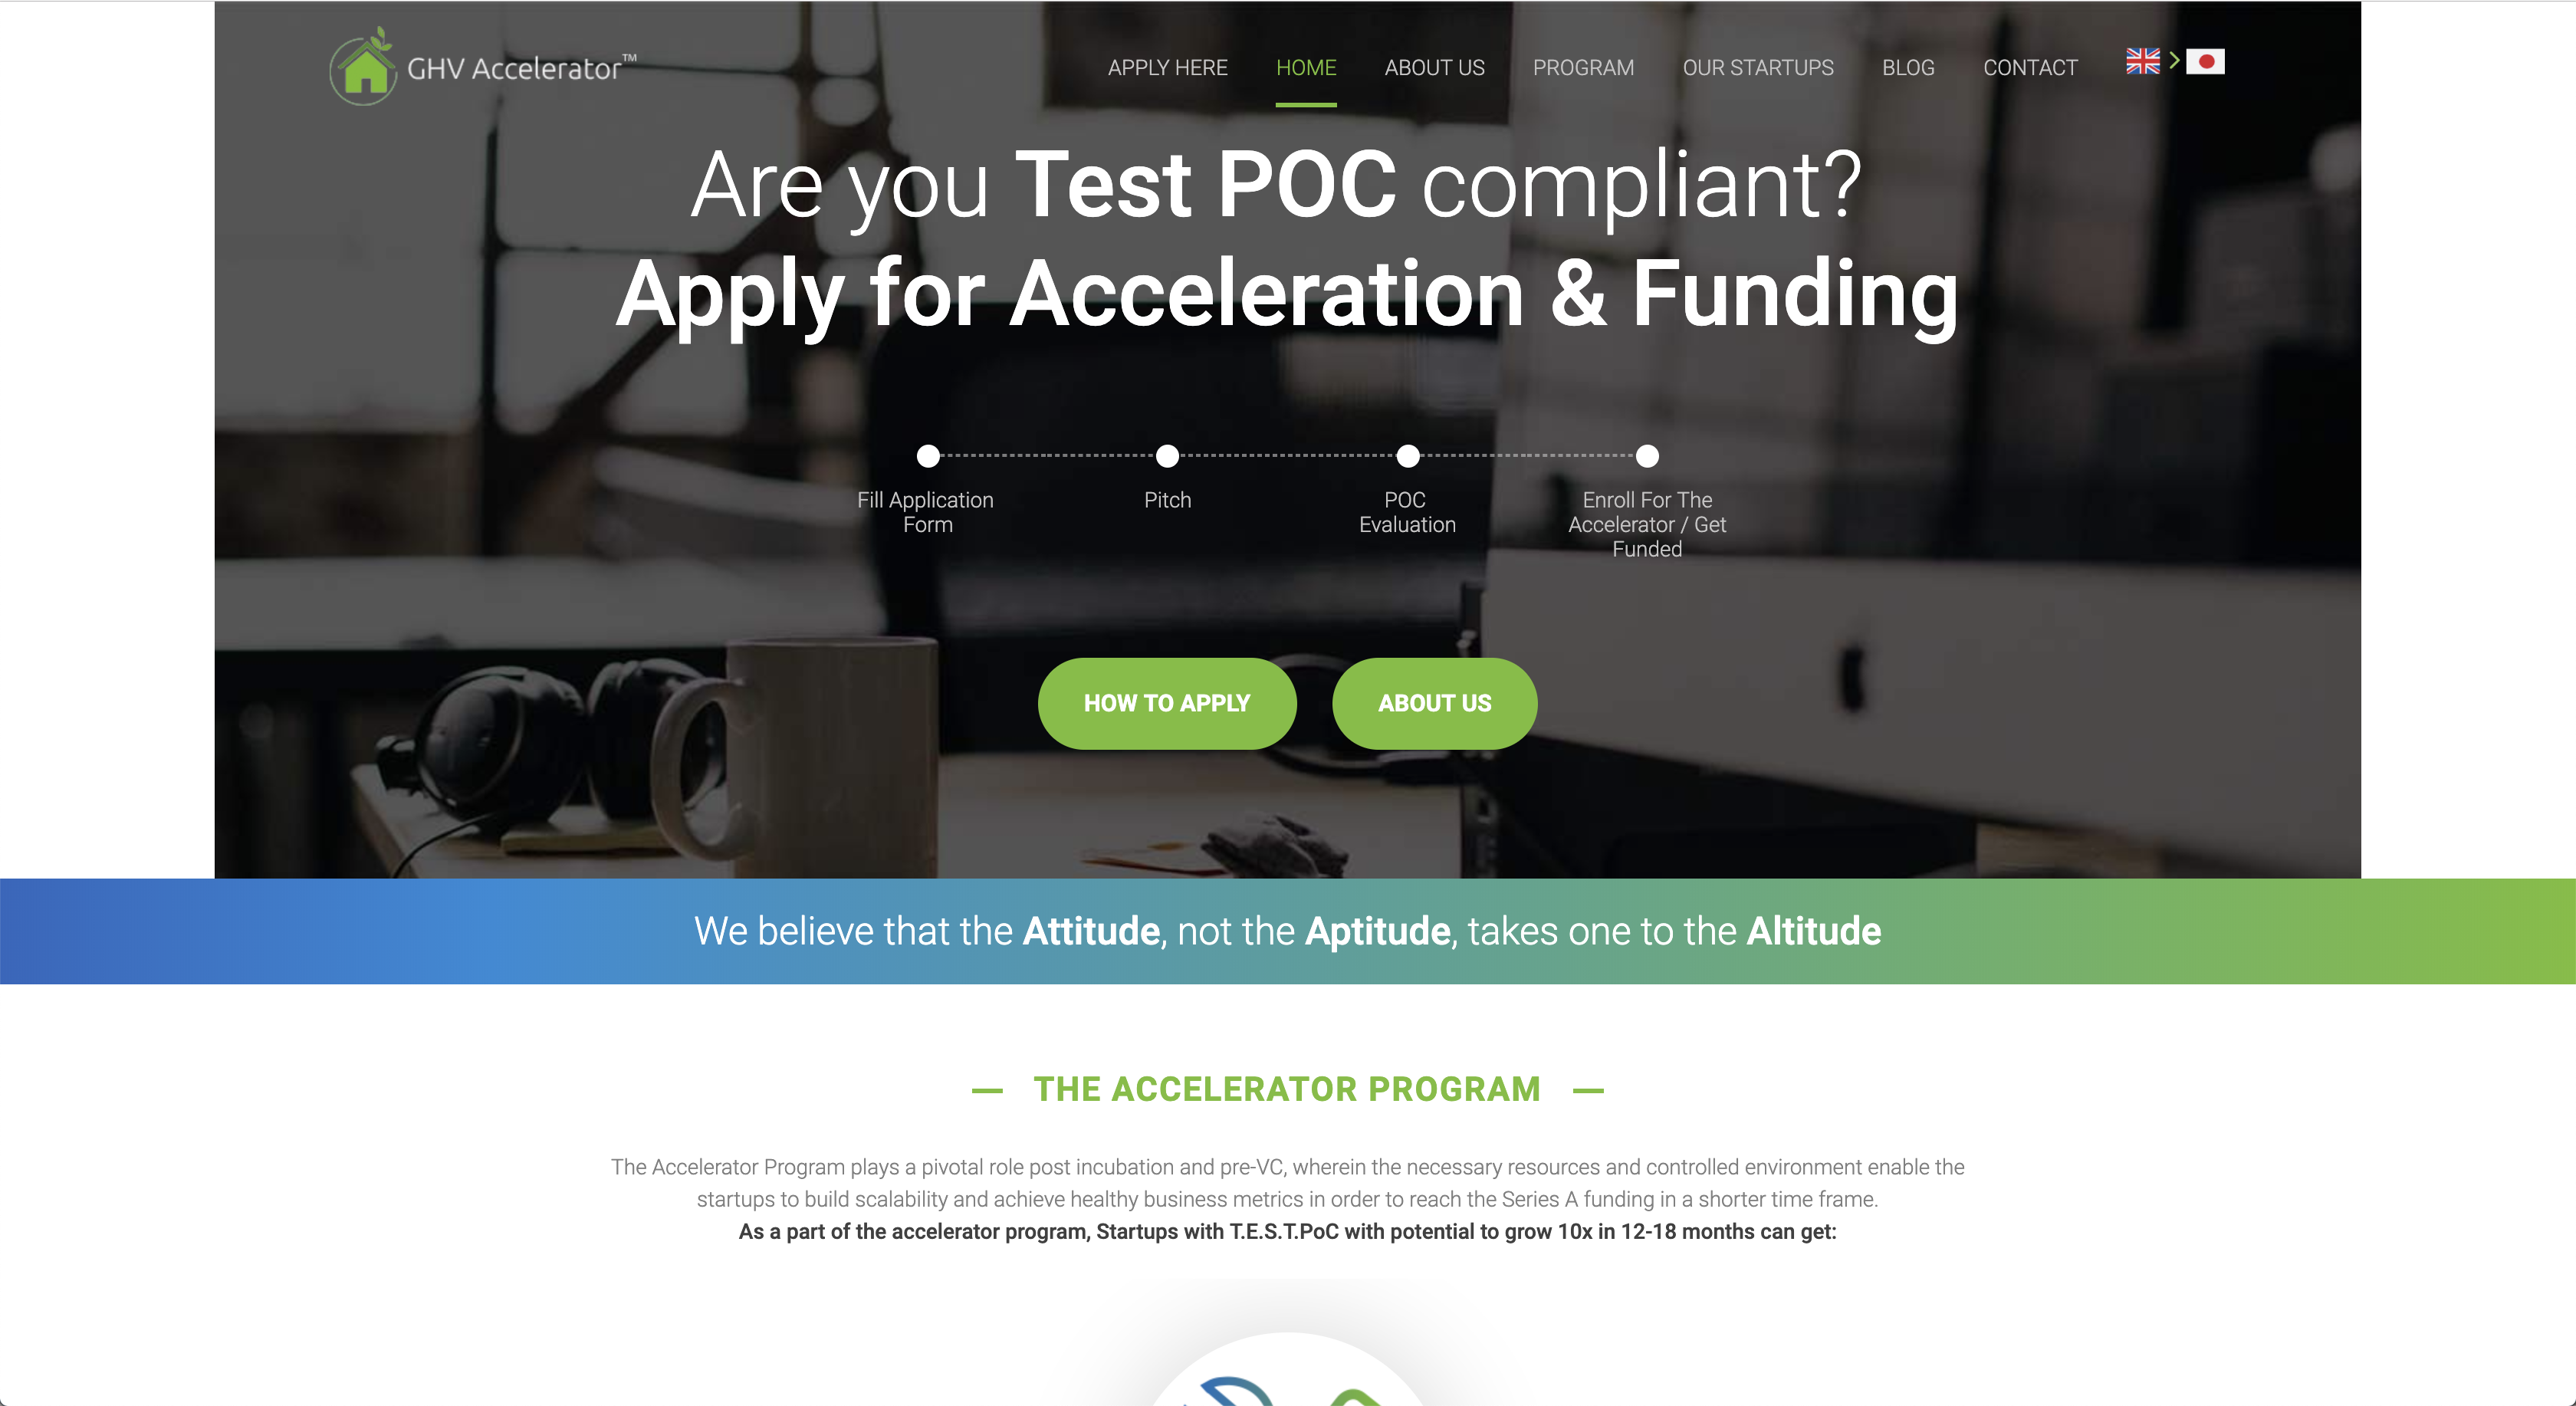 GHV Accelerator™
APPLY HERE
HOME
ABOUT US
PROGRAM
OUR STARTUPS
BLOG
CONTACT
Are you Test POC compliant?
Apply for Acceleration & Funding
Fill Application
Form
Pitch
POC
Evaluation
Enroll For The
Accelerator / Get
Funded
HOW TO APPLY
ABOUT US
We believe that the Attitude, not the Aptitude, takes one to the Altitude
THE ACCELERATOR PROGRAM
The Accelerator Program plays a pivotal role post incubation and pre-VC, wherein the necessary resources and controlled environment enable the
startups to build scalability and achieve healthy business metrics in order to reach the Series A funding in a shorter time frame.
As a part of the accelerator program, Startups with T.E.S.T.PoC with potential to grow 10x in 12-18 months can get: